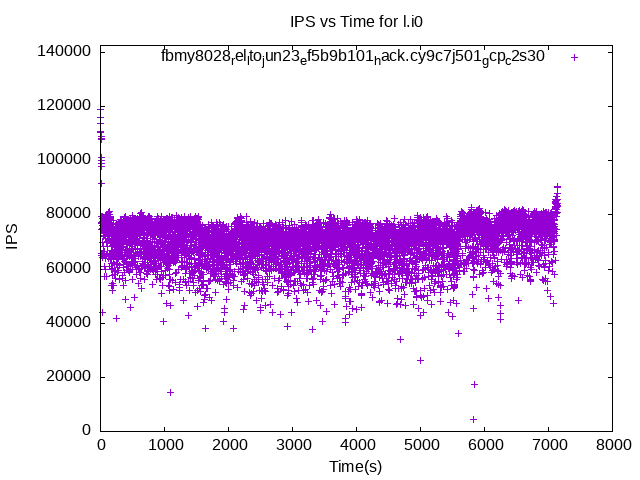 IPS vs Time for l.i0
fbmy8028relltojun23ef5b9b101hack.cy9c7j501gcpc2s30
140000
120000
100000
80000
60000
40000
20000
0
IPS
0 1000 2000 3000 4000 5000 6000 7000 8000
Time(s)